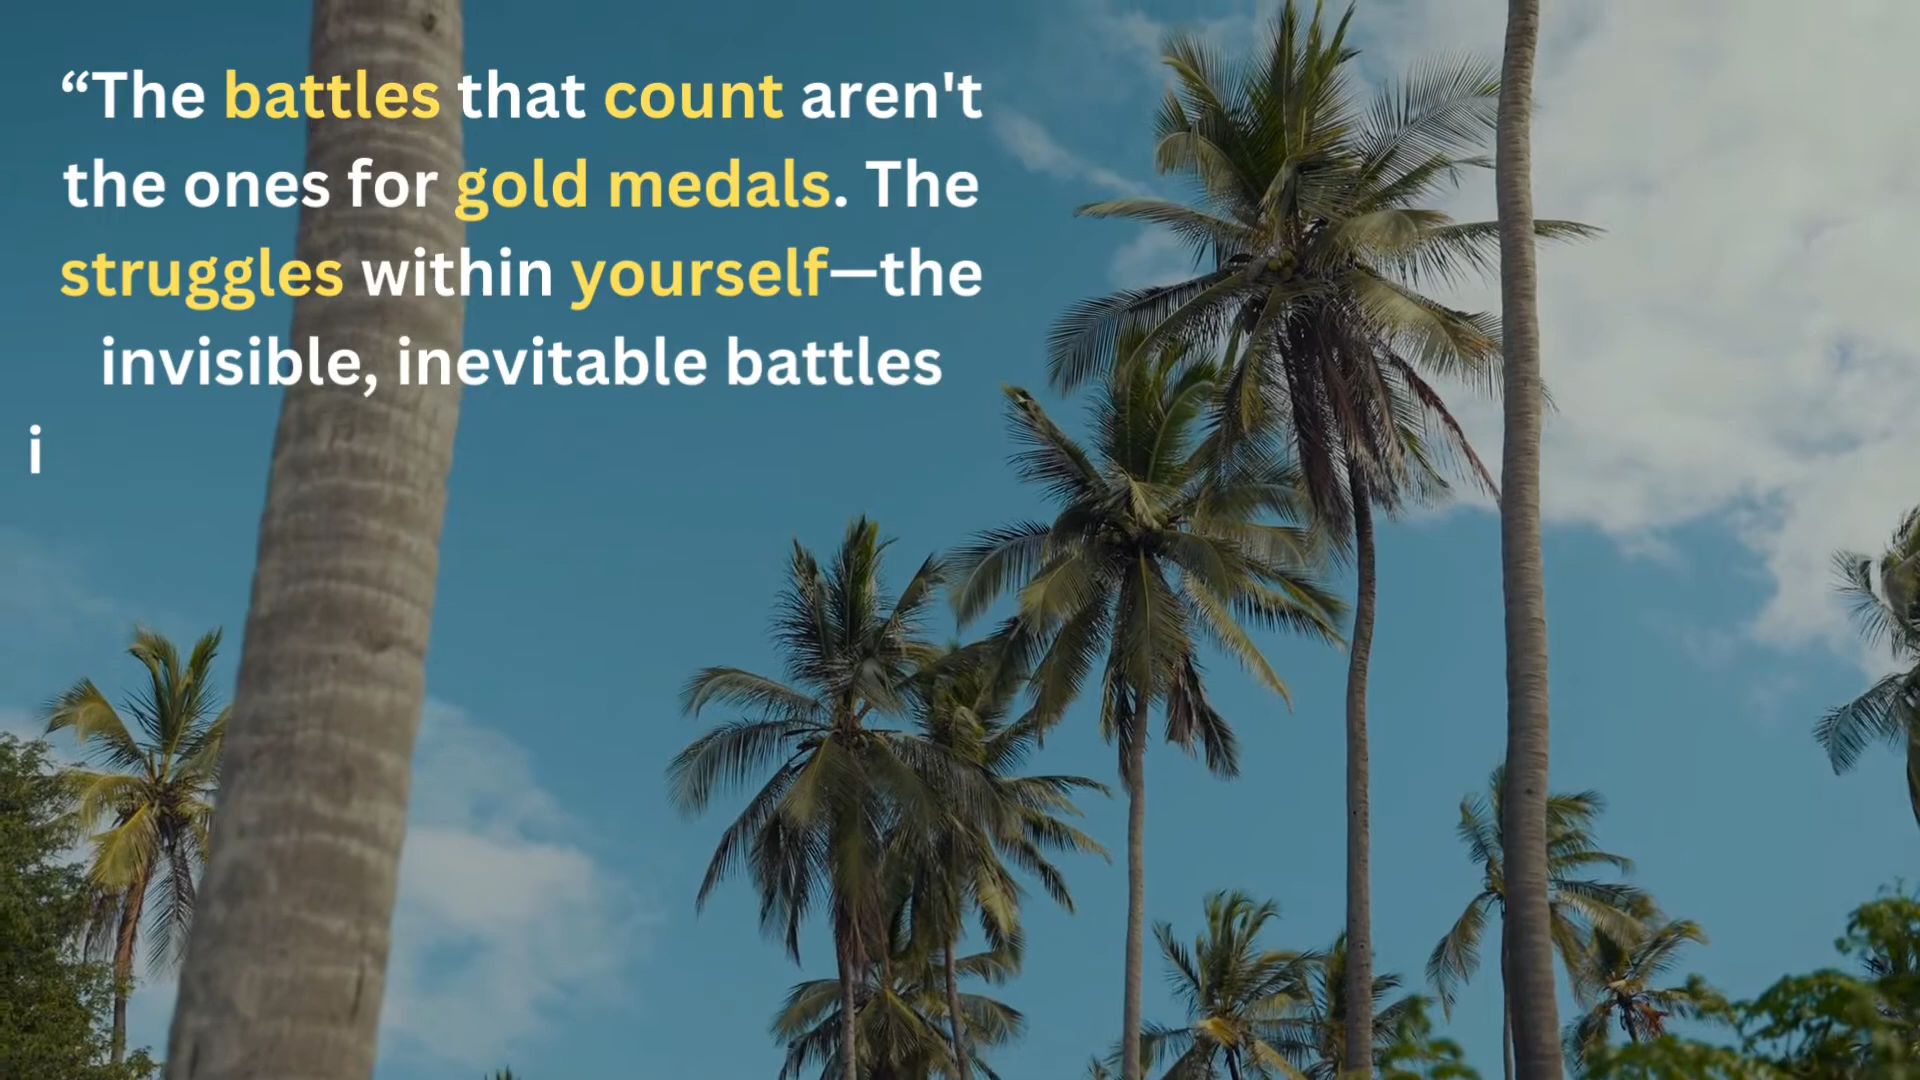 “The battles that count aren't
the ones for gold medals. The
struggles within yourself—the
invisible, inevitable battles
i